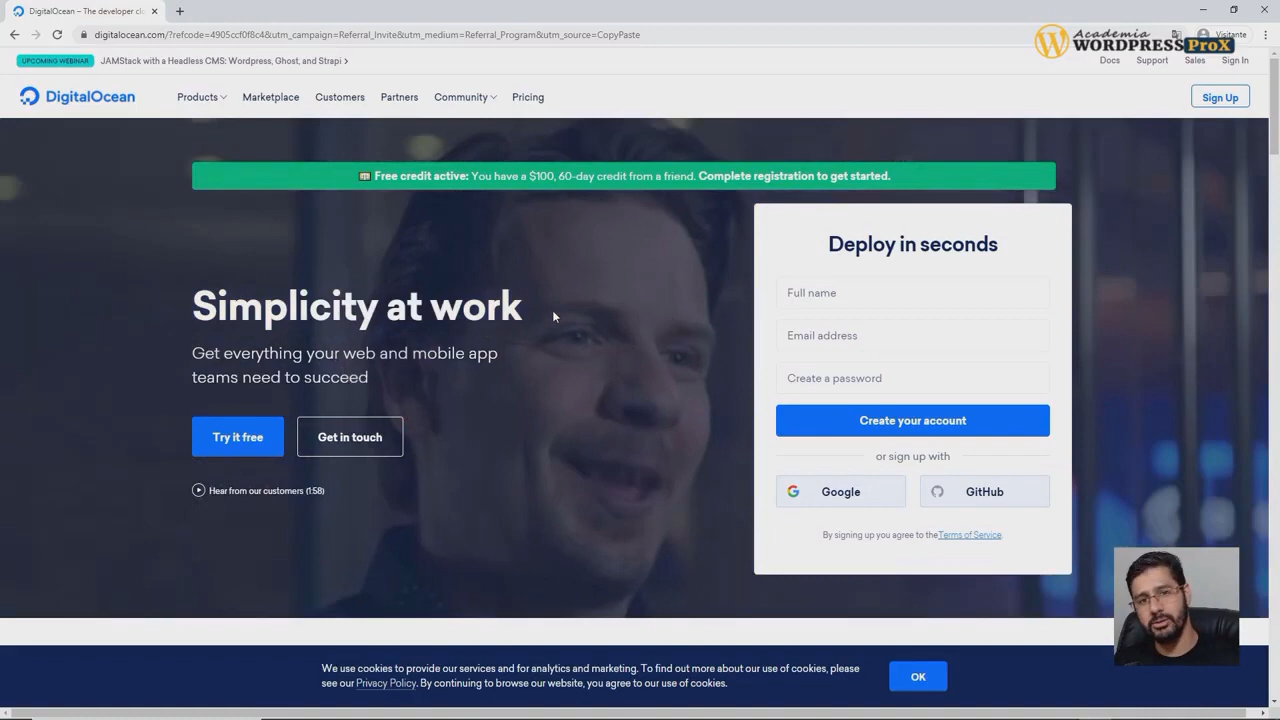 DigitalOcean – The developer clo
digitalocean.com/?refcode=4905ccf0f8c4&utm_campaign=Referral_Invite&utm_medium=Referral_Program&utm_source=CopyPaste
Visitante
Academia
WORDPRESS ProX
UPCOMING WEBINAR
JAMStack with a Headless CMS: Wordpress, Ghost, and Strapi >
Docs
Support
Sales
Sign In
DigitalOcean
Products
Marketplace
Customers
Partners
Community
Pricing
Sign Up
Free credit active: You have a $100, 60-day credit from a friend. Complete registration to get started.
Simplicity at work
Get everything your web and mobile app
teams need to succeed
Try it free
Get in touch
Hear from our customers (1:58)
Deploy in seconds
Full name
Email address
Create a password
Create your account
or sign up with
Google
GitHub
By signing up you agree to the Terms of Service.
We use cookies to provide our services and for analytics and marketing. To find out more about our use of cookies, please
see our Privacy Policy. By continuing to browse our website, you agree to our use of cookies.
OK